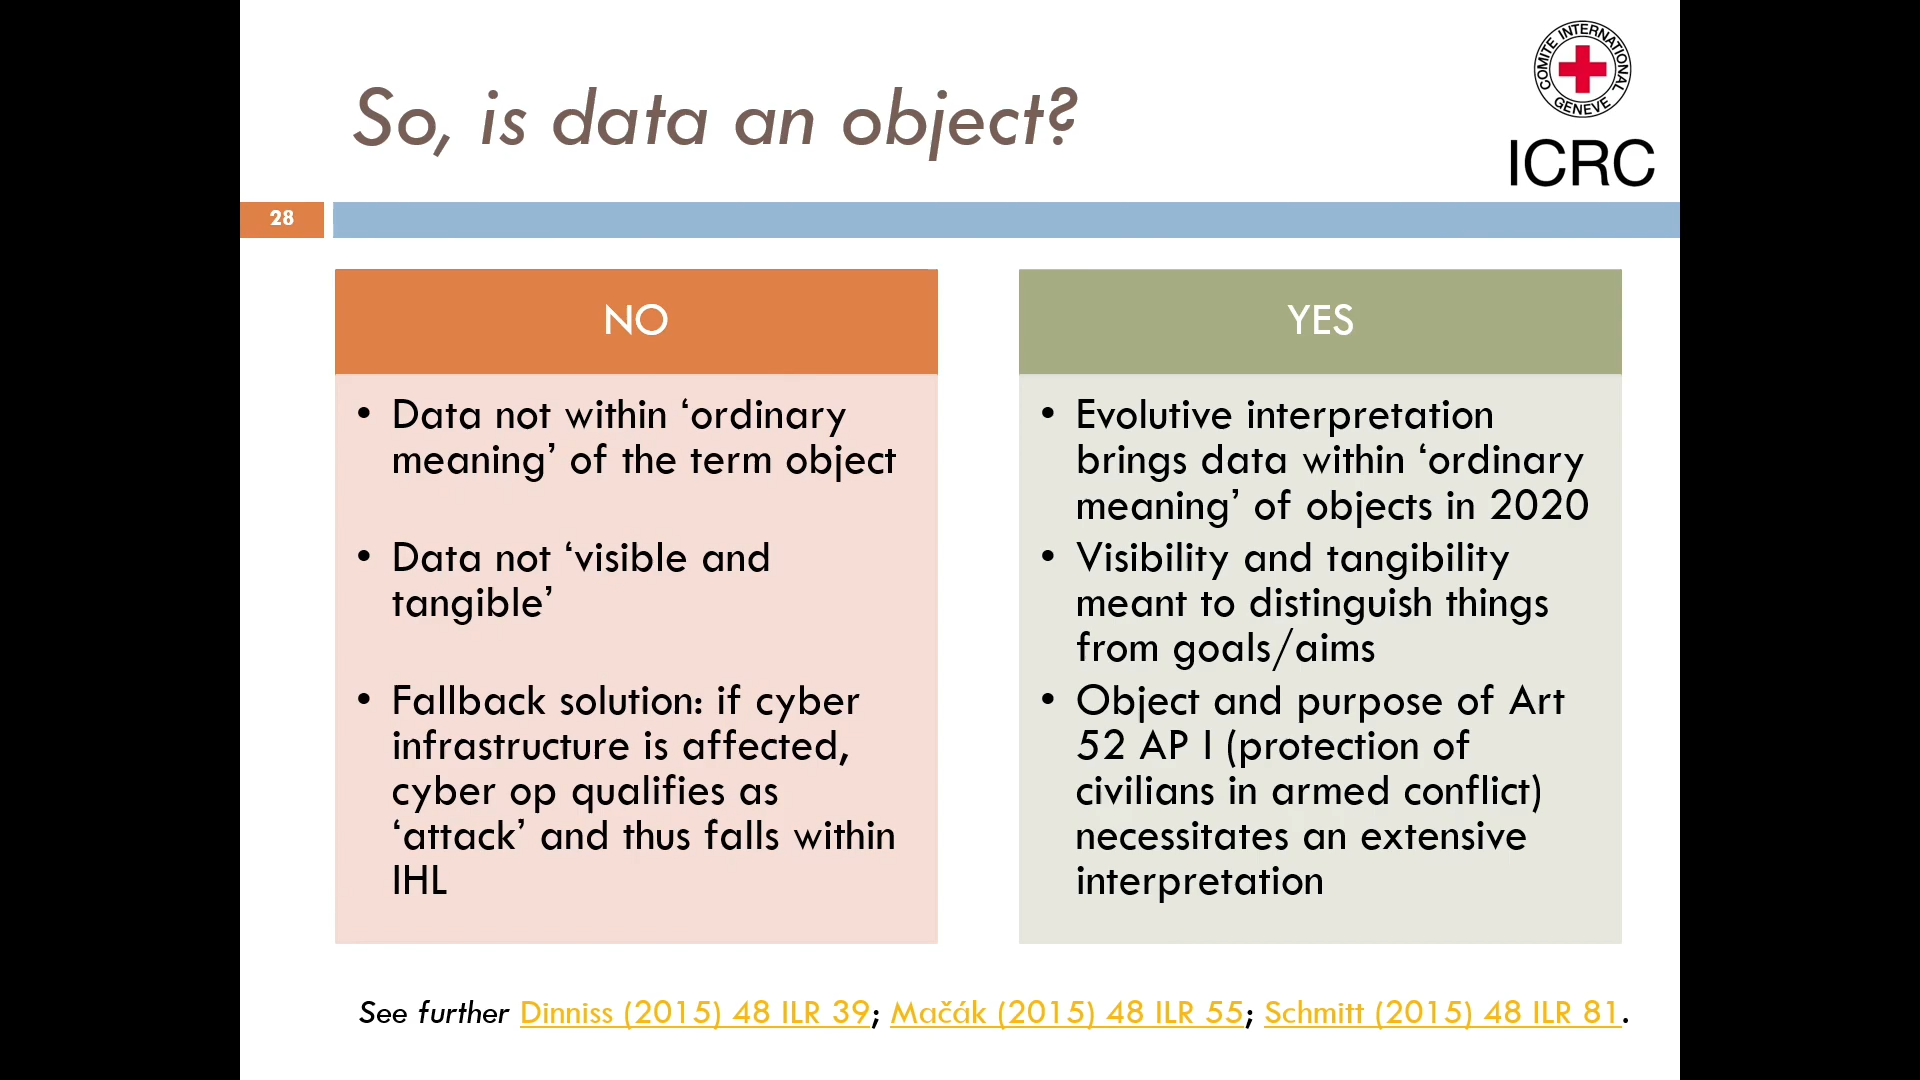 So, is data an object?
COMITE INTERNATIONAL
GENEVE
ICRC
28
NO
• Data not within ‘ordinary
meaning’ of the term object
• Data not ‘visible and
tangible’
• Fallback solution: if cyber
infrastructure is affected,
cyber op qualifies as
‘attack’ and thus falls within
IHL
YES
• Evolutive interpretation
brings data within ‘ordinary
meaning’ of objects in 2020
• Visibility and tangibility
meant to distinguish things
from goals/aims
• Object and purpose of Art
52 AP I (protection of
civilians in armed conflict)
necessitates an extensive
interpretation
See further Dinniss (2015) 48 ILR 39; Mačák (2015) 48 ILR 55; Schmitt (2015) 48 ILR 81.